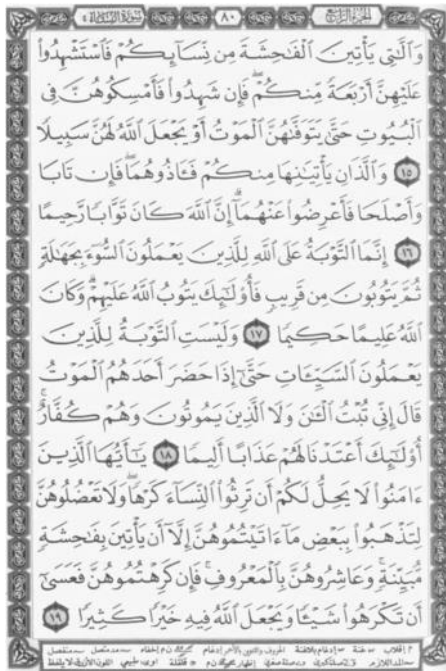 الجزء الرابع ٨٠ سورة النساء ٤
وَٱلَّٰتِى يَأْتِينَ ٱلْفَٰحِشَةَ مِن نِّسَآئِكُمْ فَٱسْتَشْهِدُوا۟
عَلَيْهِنَّ أَرْبَعَةً مِّنكُمْ ۖ فَإِن شَهِدُوا۟ فَأَمْسِكُوهُنَّ فِى
ٱلْبُيُوتِ حَتَّىٰ يَتَوَفَّىٰهُنَّ ٱلْمَوْتُ أَوْ يَجْعَلَ ٱللَّهُ لَهُنَّ سَبِيلًا
١٥ وَٱلَّذَانِ يَأْتِيَٰنِهَا مِنكُمْ فَـَٔاذُوهُمَا ۖ فَإِن تَابَا
وَأَصْلَحَا فَأَعْرِضُوا۟ عَنْهُمَآ ۗ إِنَّ ٱللَّهَ كَانَ تَوَّابًا رَّحِيمًا
١٦ إِنَّمَا ٱلتَّوْبَةُ عَلَى ٱللَّهِ لِلَّذِينَ يَعْمَلُونَ ٱلسُّوٓءَ بِجَهَٰلَةٍ
ثُمَّ يَتُوبُونَ مِن قَرِيبٍ فَأُو۟لَٰٓئِكَ يَتُوبُ ٱللَّهُ عَلَيْهِمْ ۗ وَكَانَ
ٱللَّهُ عَلِيمًا حَكِيمًا ١٧ وَلَيْسَتِ ٱلتَّوْبَةُ لِلَّذِينَ
يَعْمَلُونَ ٱلسَّيِّـَٔاتِ حَتَّىٰٓ إِذَا حَضَرَ أَحَدَهُمُ ٱلْمَوْتُ
قَالَ إِنِّى تُبْتُ ٱلْـَٰٔنَ وَلَا ٱلَّذِينَ يَمُوتُونَ وَهُمْ كُفَّارٌ ۚ
أُو۟لَٰٓئِكَ أَعْتَدْنَا لَهُمْ عَذَابًا أَلِيمًا ١٨ يَٰٓأَيُّهَا ٱلَّذِينَ
ءَامَنُوا۟ لَا يَحِلُّ لَكُمْ أَن تَرِثُوا۟ ٱلنِّسَآءَ كَرْهًا ۖ وَلَا تَعْضُلُوهُنَّ
لِتَذْهَبُوا۟ بِبَعْضِ مَآ ءَاتَيْتُمُوهُنَّ إِلَّآ أَن يَأْتِينَ بِفَٰحِشَةٍ
مُّبَيِّنَةٍ ۚ وَعَاشِرُوهُنَّ بِٱلْمَعْرُوفِ ۚ فَإِن كَرِهْتُمُوهُنَّ فَعَسَىٰٓ
أَن تَكْرَهُوا۟ شَيْـًٔا وَيَجْعَلَ ٱللَّهُ فِيهِ خَيْرًا كَثِيرًا ١٩